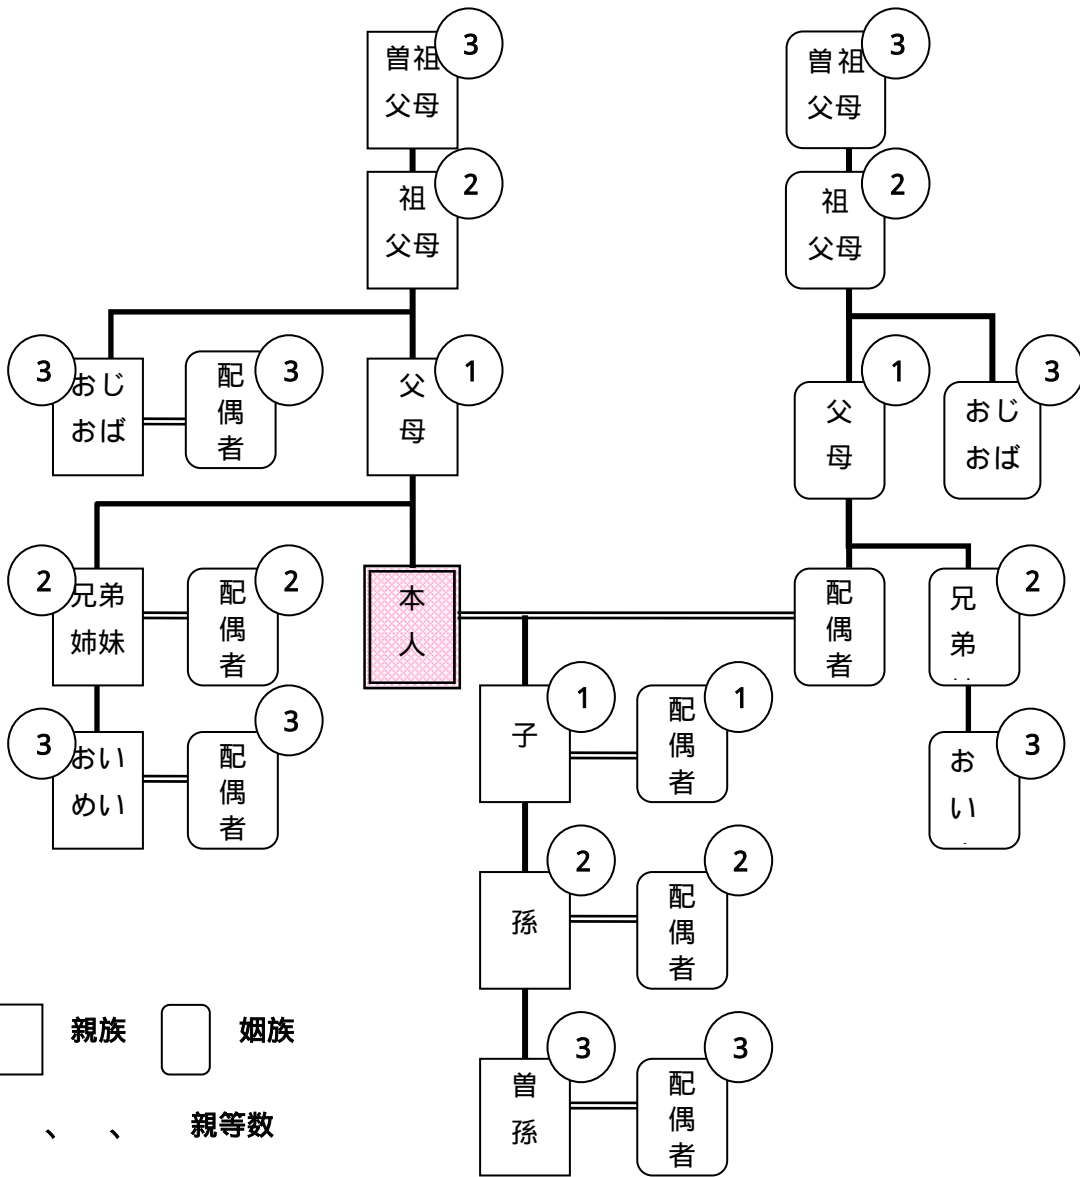 3
曽祖
父母
3
曽祖
父母
2
祖
父母
2
祖
父母
3
おじ
おば
3
配
偶
者
1
父
母
1
父
母
3
おじ
おば
2
兄弟
姉妹
2
配
偶
者
本
人
配
偶
者
2
兄
弟
3
おい
めい
3
配
偶
者
1
子
1
配
偶
者
3
お
い
2
孫
2
配
偶
者
3
曽
孫
3
配
偶
者
親族
姻族
、 、 親等数